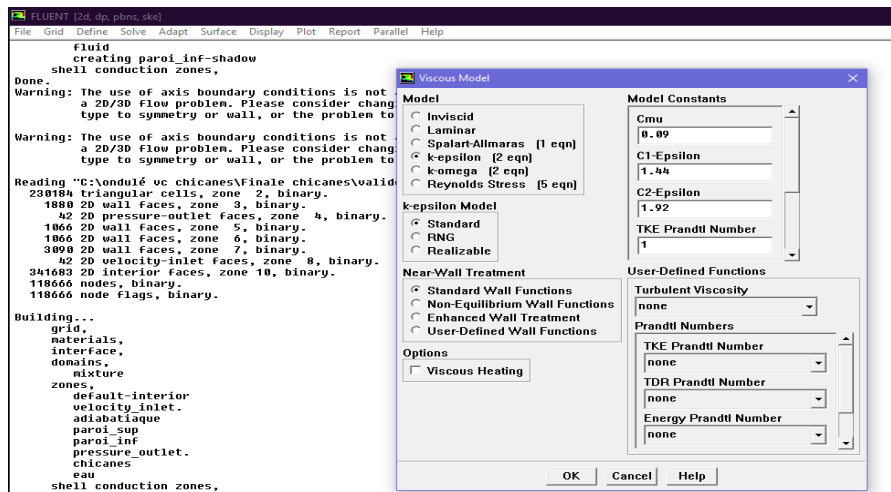 FLUENT [2d, dp, pbns, ske]
File Grid Define Solve Adapt Surface Display Plot Report Parallel Help
fluid
creating paroi_inf-shadow
shell conduction zones,
Done.
Warning: The use of axis boundary conditions is not
a 2D/3D flow problem. Please consider chang
type to symmetry or wall, or the problem to
Warning: The use of axis boundary conditions is not
a 2D/3D flow problem. Please consider chang
type to symmetry or wall, or the problem to
Reading "C:\ondulé vc chicanes\Finale chicanes\valide
230184 triangular cells, zone 2, binary.
1880 2D wall faces, zone 3, binary.
42 2D pressure-outlet faces, zone 4, binary.
1066 2D wall faces, zone 5, binary.
1066 2D wall faces, zone 6, binary.
3090 2D wall faces, zone 7, binary.
42 2D velocity-inlet faces, zone 8, binary.
341683 2D interior faces, zone 10, binary.
118666 nodes, binary.
118666 node flags, binary.
Building...
grid,
materials,
interface,
domains,
mixture
zones,
default-interior
velocity_inlet.
adiabatiaque
paroi_sup
paroi_inf
pressure_outlet.
chicanes
eau
shell conduction zones,
Viscous Model
Model
Inviscid
Laminar
Spalart-Allmaras (1 eqn)
k-epsilon (2 eqn)
k-omega (2 eqn)
Reynolds Stress (5 eqn)
k-epsilon Model
Standard
RNG
Realizable
Near-Wall Treatment
Standard Wall Functions
Non-Equilibrium Wall Functions
Enhanced Wall Treatment
User-Defined Wall Functions
Options
Viscous Heating
Model Constants
Cmu
0.09
C1-Epsilon
1.44
C2-Epsilon
1.92
TKE Prandtl Number
1
User-Defined Functions
Turbulent Viscosity
none
Prandtl Numbers
TKE Prandtl Number
none
TDR Prandtl Number
none
Energy Prandtl Number
none
OK Cancel Help